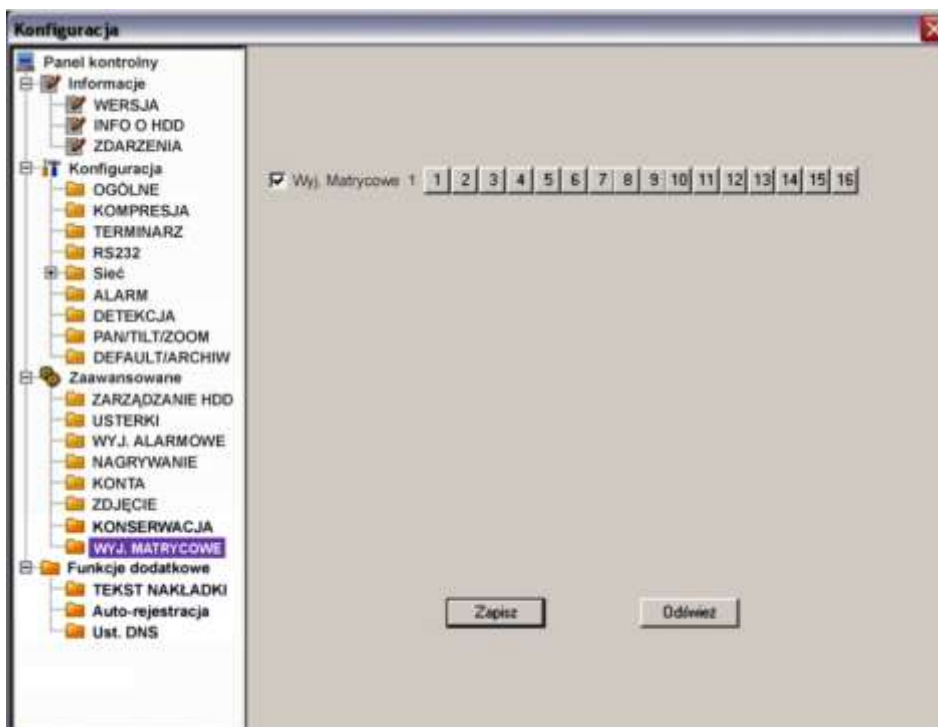 Konfiguracja
Panel kontrolny
Informacje
WERSJA
INFO O HDD
ZDARZENIA
Konfiguracja
OGÓLNE
KOMPRESJA
TERMINARZ
RS232
Sieć
ALARM
DETEKCJA
PAN/TILT/ZOOM
DEFAULT/ARCHIW
Zaawansowane
ZARZĄDZANIE HDD
USTERKI
WYJ. ALARMOWE
NAGRYWANIE
KONTA
ZDJĘCIE
KONSERWACJA
WYJ. MATRYCOWE
Funkcje dodatkowe
TEKST NAKŁADKI
Auto-rejestracja
Ust. DNS
Wyj. Matrycowe 1 1 2 3 4 5 6 7 8 9 10 11 12 13 14 15 16
Zapisz Odśwież